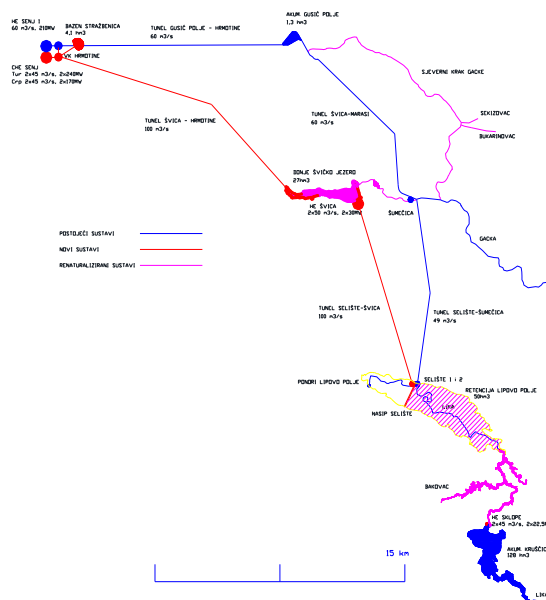 HE SENJ 1
60 m3/s, 210MW
BAZEN STRAŽBENICA
4,1 hm3
TUNEL GUSIĆ POLJE - HRMOTINE
60 m3/s
AKUM GUSIĆ POLJE
1,3 hm3
VK HRMOTINE
CHE SENJ
Tur 2x45 m3/s, 2x240MW
Crp 2x45 m3/s, 2x170MW
SJEVERNI KRAK GACKE
TUNEL ŠVICA - HRMOTINE
100 m3/s
TUNEL ŠVICA-MARASI
60 m3/s
SEKIZOVAC
BUKARINOVAC
DONJE ŠVIČKO JEZERO
27hm3
HE ŠVICA
2x50 m3/s, 2x30MW
ŠUMEČICA
GACKA
POSTOJEĆI SUSTAVI
NOVI SUSTAVI
RENATURALIZIRANI SUSTAVI
TUNEL SELIŠTE-ŠVICA
100 m3/s
TUNEL SELIŠTE-ŠUMEČICA
49 m3/s
PONORI LIPOVO POLJE
SELIŠTE 1 i 2
RETENCIJA LIPOVO POLJE
50hm3
NASIP SELIŠTE
LIKA
BAKOVAC
HE SKLOPE
2x45 m3/s, 2x22,5
AKUM. KRUŠČI
128 hm3
15 km
LIK